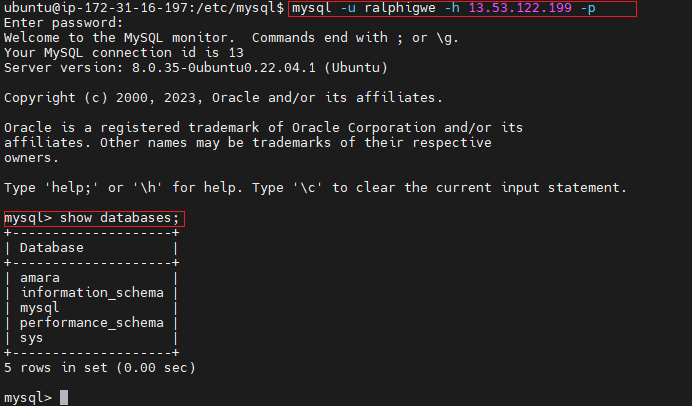 ubuntu@ip-172-31-16-197:/etc/mysql$ mysql -u ralphigwe -h 13.53.122.199 -p
Enter password:
Welcome to the MySQL monitor.  Commands end with ; or \g.
Your MySQL connection id is 13
Server version: 8.0.35-0ubuntu0.22.04.1 (Ubuntu)

Copyright (c) 2000, 2023, Oracle and/or its affiliates.

Oracle is a registered trademark of Oracle Corporation and/or its
affiliates. Other names may be trademarks of their respective
owners.

Type 'help;' or '\h' for help. Type '\c' to clear the current input statement.

mysql> show databases;
+--------------------+
| Database           |
+--------------------+
| amara              |
| information_schema |
| mysql              |
| performance_schema |
| sys                |
+--------------------+
5 rows in set (0.00 sec)

mysql>